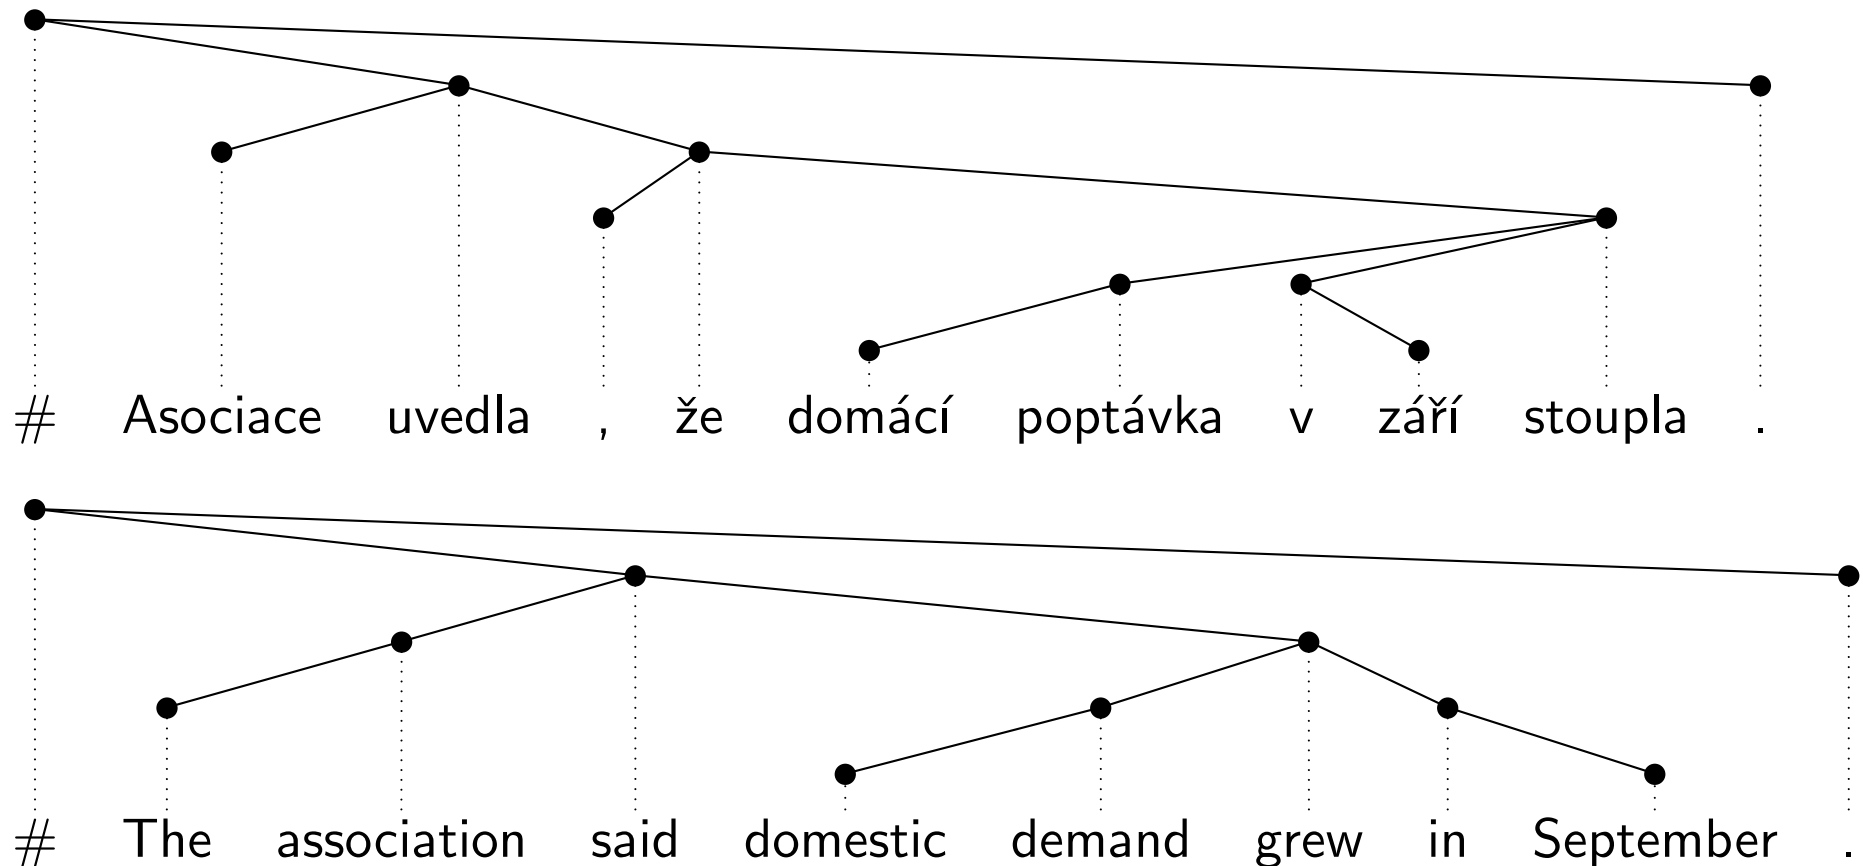 # Asociace uvedla , že domácí poptávka v září stoupla .
# The association said domestic demand grew in September .